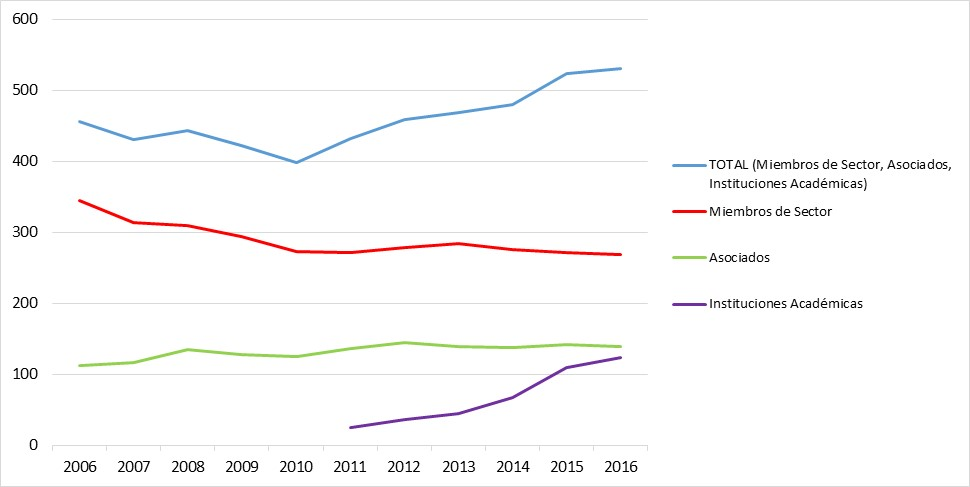 600
500
400
300
200
100
0
2006 2007 2008 2009 2010 2011 2012 2013 2014 2015 2016
TOTAL (Miembros de Sector, Asociados,
Instituciones Académicas)
Miembros de Sector
Asociados
Instituciones Académicas